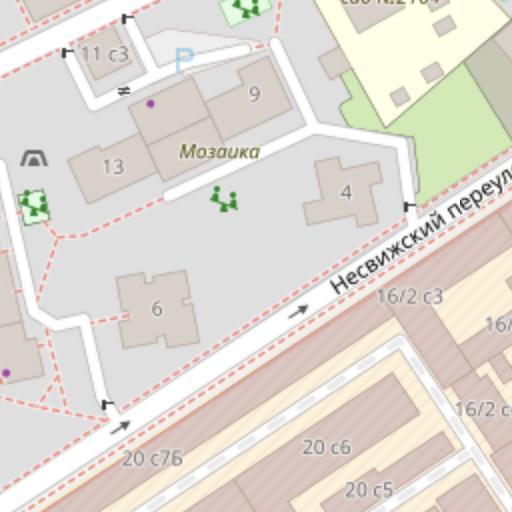 11 с3
P
9
Мозаика
13
4
Несвижский переул
16/2 с3
6
16/
16/2 с
20 с7Б
20 с6
20 с5